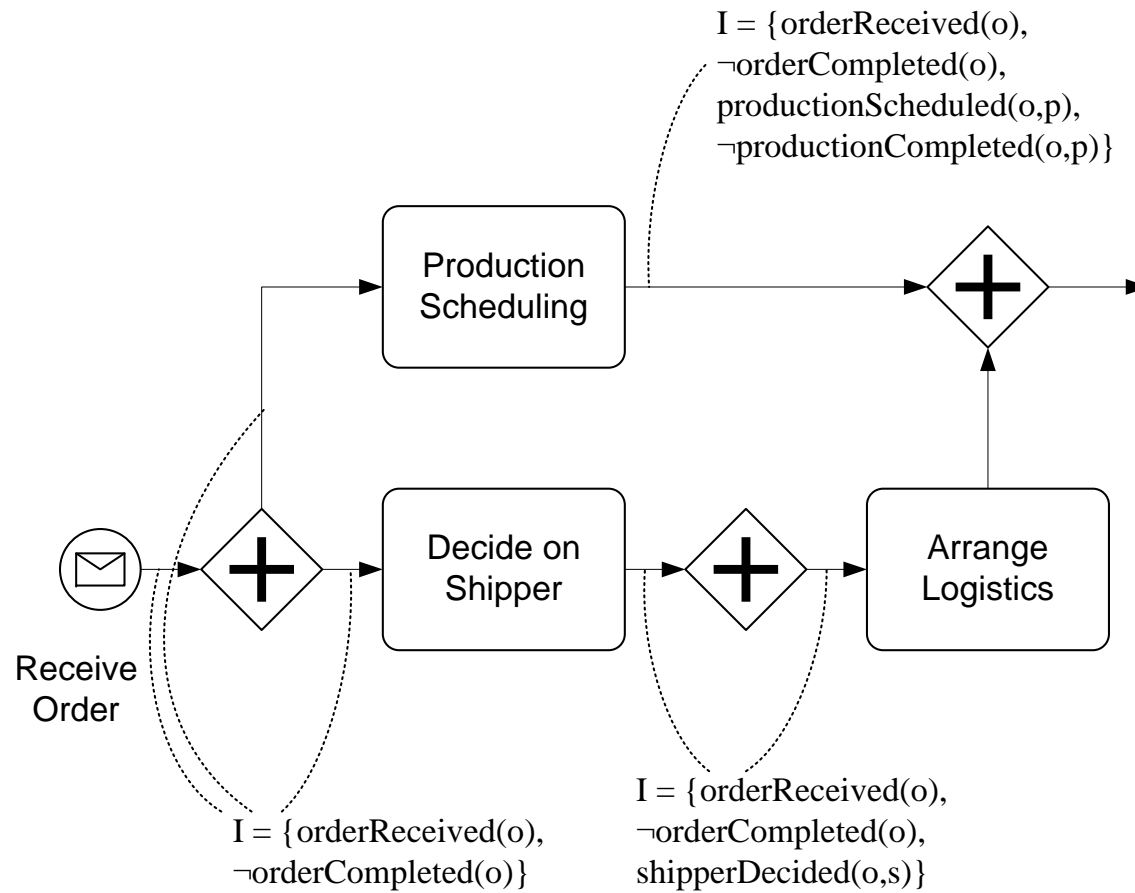 I = {orderReceived(o),
¬orderCompleted(o),
productionScheduled(o,p),
¬productionCompleted(o,p)}
Production
Scheduling
Decide on
Shipper
Arrange
Logistics
Receive
Order
I = {orderReceived(o),
¬orderCompleted(o)}
I = {orderReceived(o),
¬orderCompleted(o),
shipperDecided(o,s)}